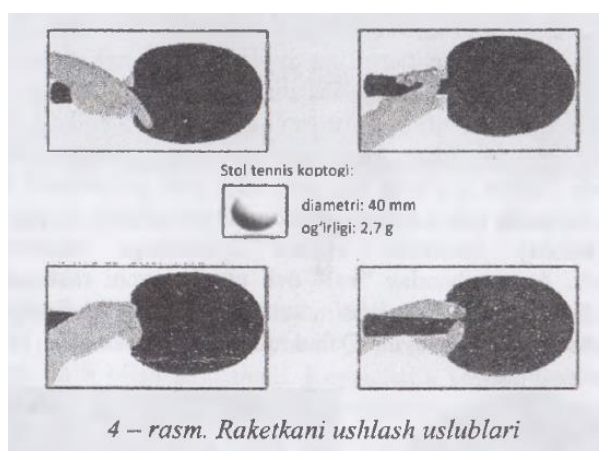 Stol tennis koptogi:
diametri: 40 mm
og'irligi: 2,7 g
4 – rasm. Raketkani ushlash uslublari